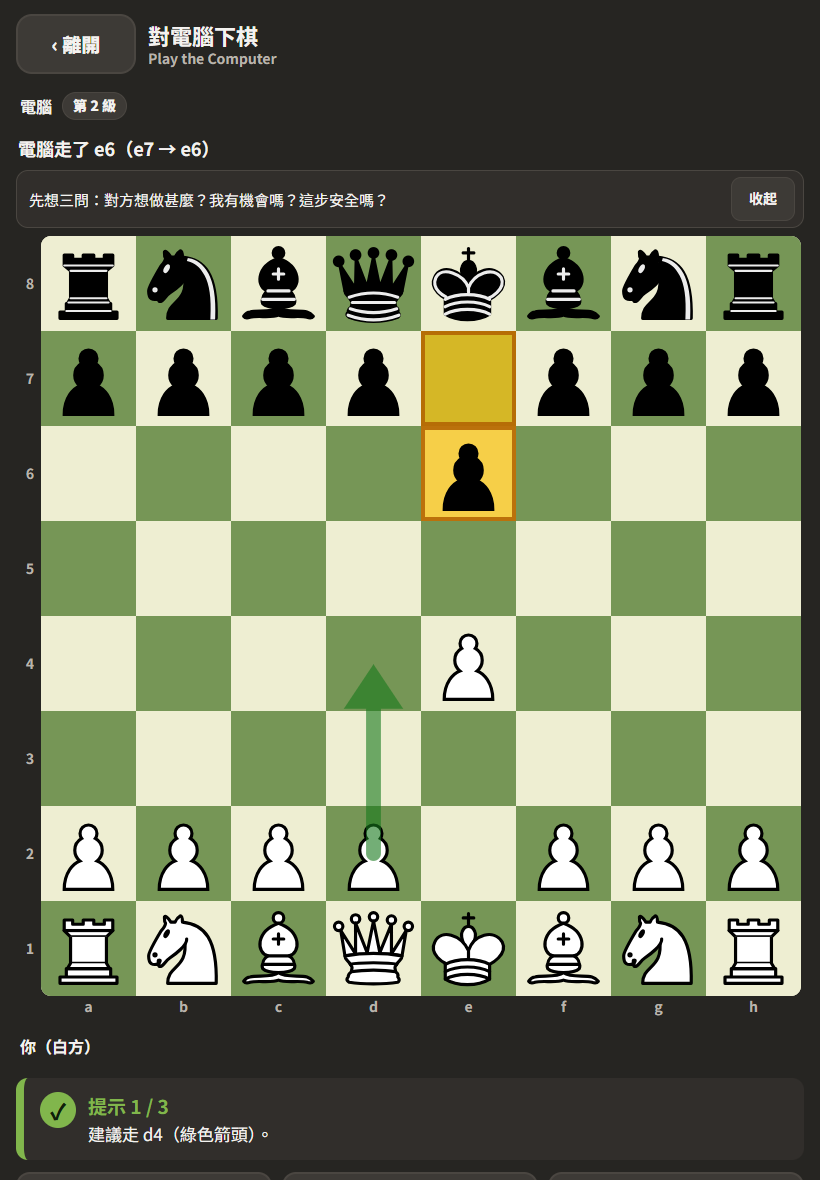 ‹ 離開
對電腦下棋
Play the Computer
電腦
第 2 級
電腦走了 e6（e7 → e6）
先想三問：對方想做甚麼？我有機會嗎？這步安全嗎？
收起
8
7
6
5
4
3
2
1
a b c d e f g h
你（白方）
提示 1 / 3
建議走 d4（綠色箭頭）。